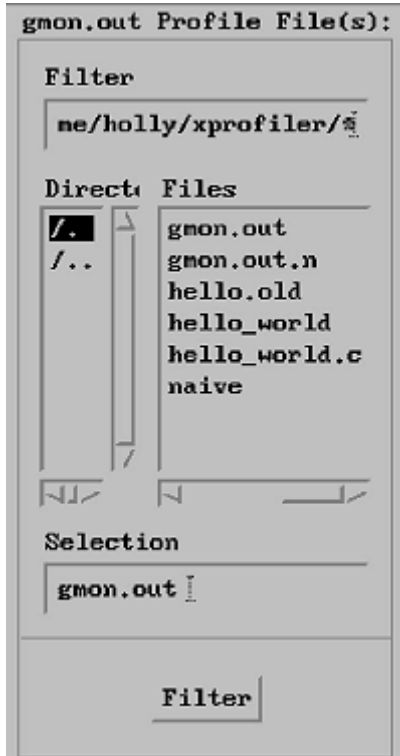 gmon.out Profile File(s):
Filter
me/holly/xprofiler/*
Directo Files
/. gmon.out
/.. gmon.out.n
hello.old
hello_world
hello_world.c
naive
Selection
gmon.out
Filter